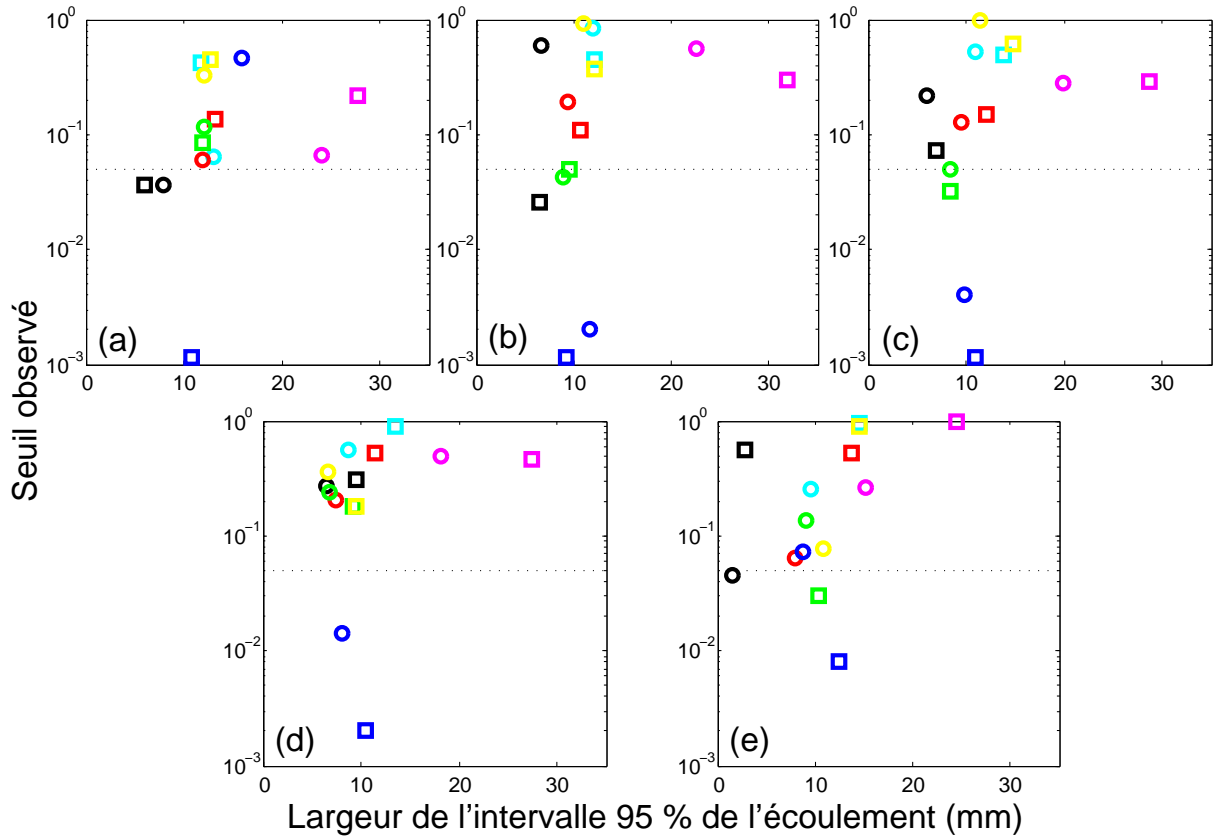 10⁰ 10⁰ 10⁰
10⁻¹ 10⁻¹ 10⁻¹
10⁻² 10⁻² 10⁻²
10⁻³ 10⁻³ 10⁻³
(a) (b) (c)
0 10 20 30 0 10 20 30 0 10 20 30
Seuil observé
10⁰ 10⁰
10⁻¹ 10⁻¹
10⁻² 10⁻²
10⁻³ 10⁻³
(d) (e)
0 10 20 30 0 10 20 30
Largeur de l'intervalle 95 % de l'écoulement (mm)